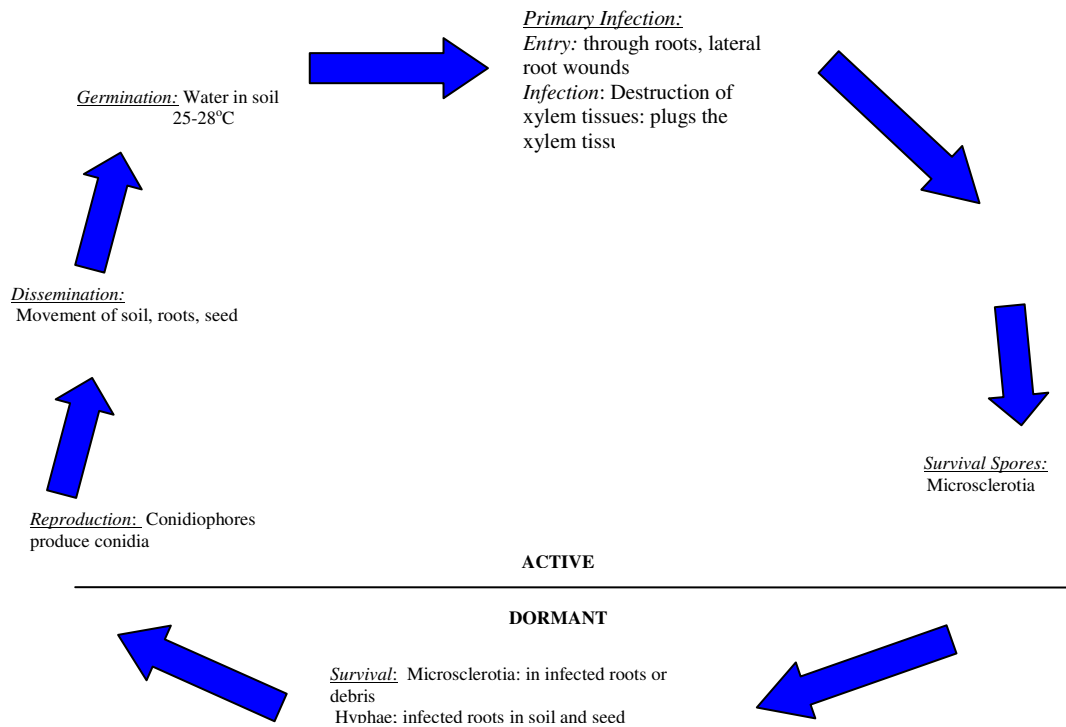 Primary Infection:
Entry: through roots, lateral
root wounds
Infection: Destruction of
xylem tissues: plugs the
xylem tissu
Germination: Water in soil
25-28°C
Dissemination:
Movement of soil, roots, seed
Survival Spores:
Microsclerotia
Reproduction: Conidiophores
produce conidia
ACTIVE
DORMANT
Survival: Microsclerotia: in infected roots or
debris
Hyphae: infected roots in soil and seed